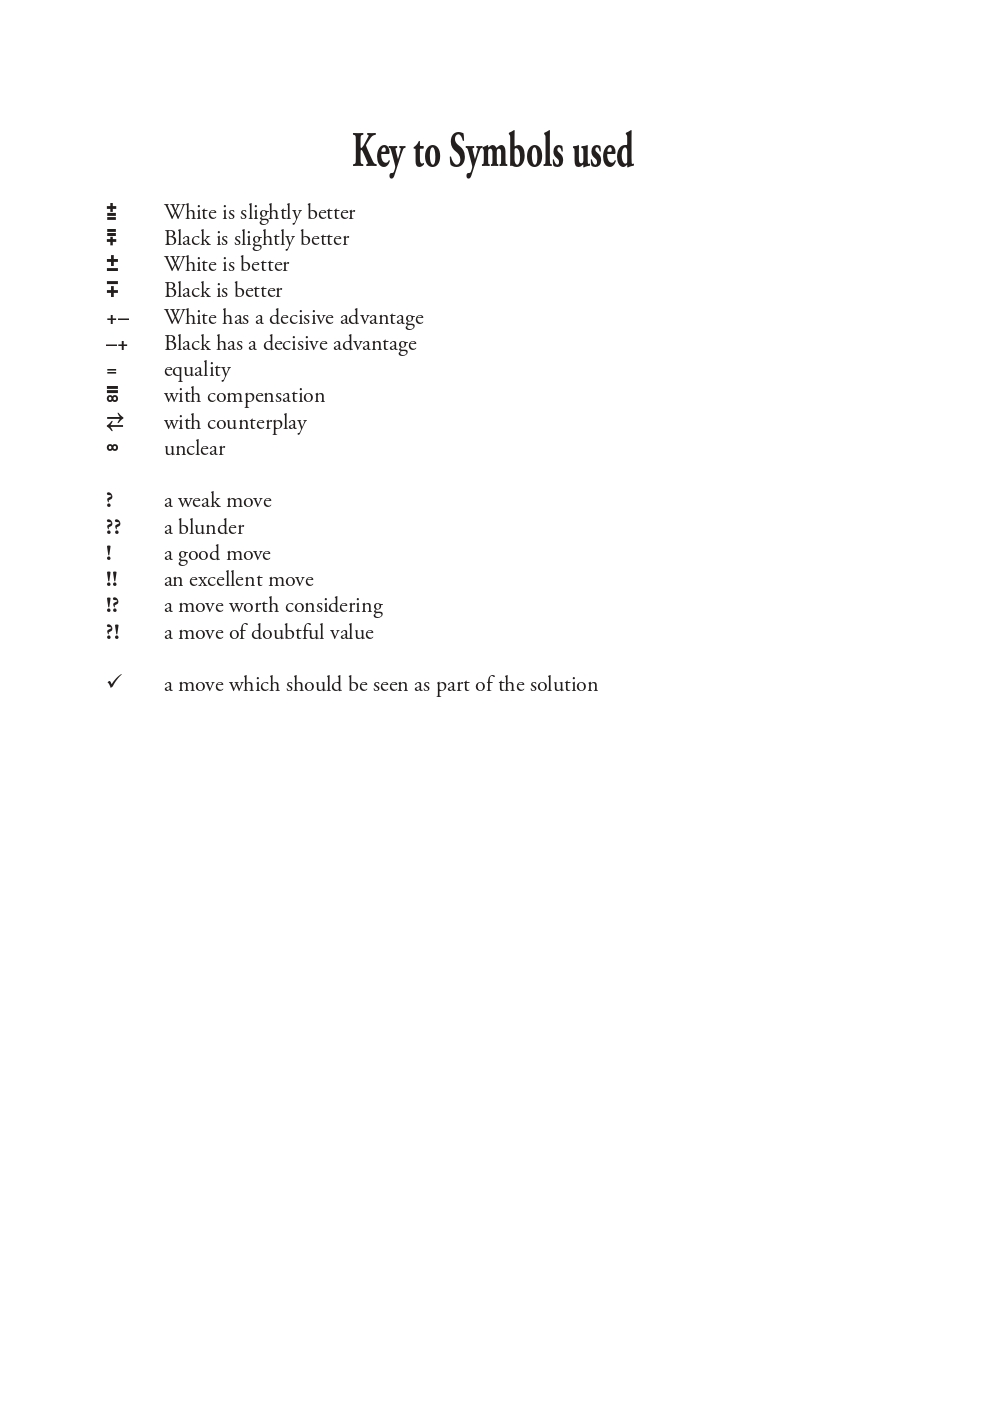 Key to Symbols used
⩲ White is slightly better
⩱ Black is slightly better
± White is better
∓ Black is better
+– White has a decisive advantage
–+ Black has a decisive advantage
= equality
=∞ with compensation
⇄ with counterplay
∞ unclear
? a weak move
?? a blunder
! a good move
!! an excellent move
!? a move worth considering
?! a move of doubtful value
✓ a move which should be seen as part of the solution